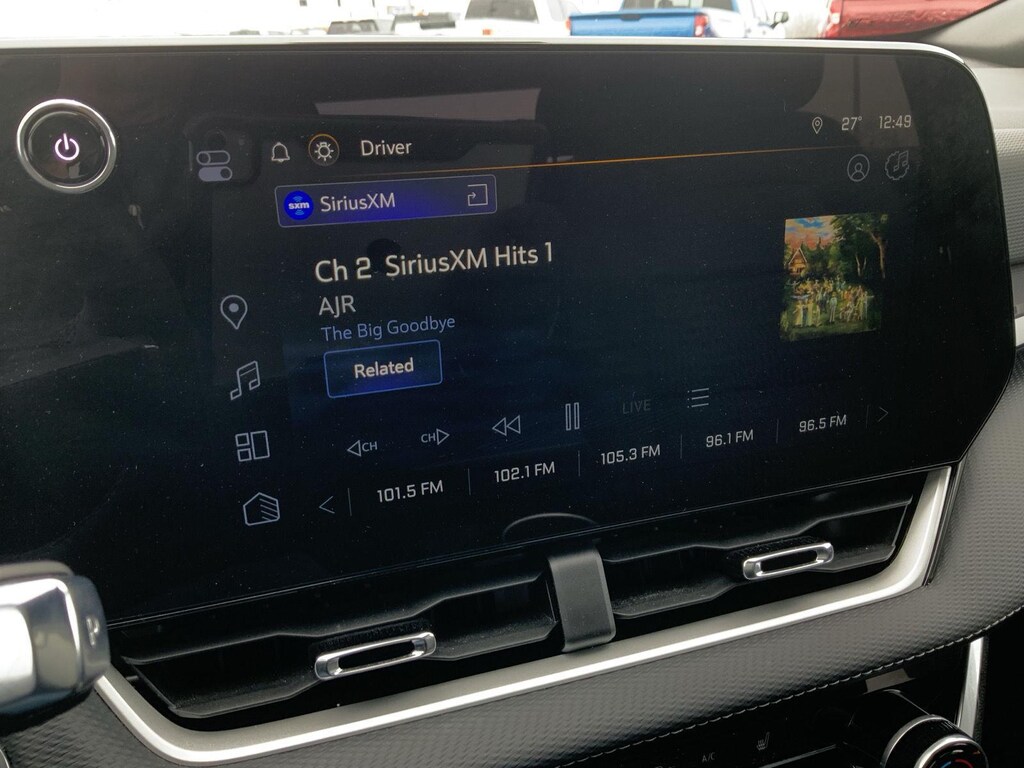 27° 12:49
Driver
sxm SiriusXM
Ch 2 SiriusXM Hits 1
AJR
The Big Goodbye
Related
CH CH LIVE
101.5 FM 102.1 FM 105.3 FM 96.1 FM 96.5 FM
P
A/C